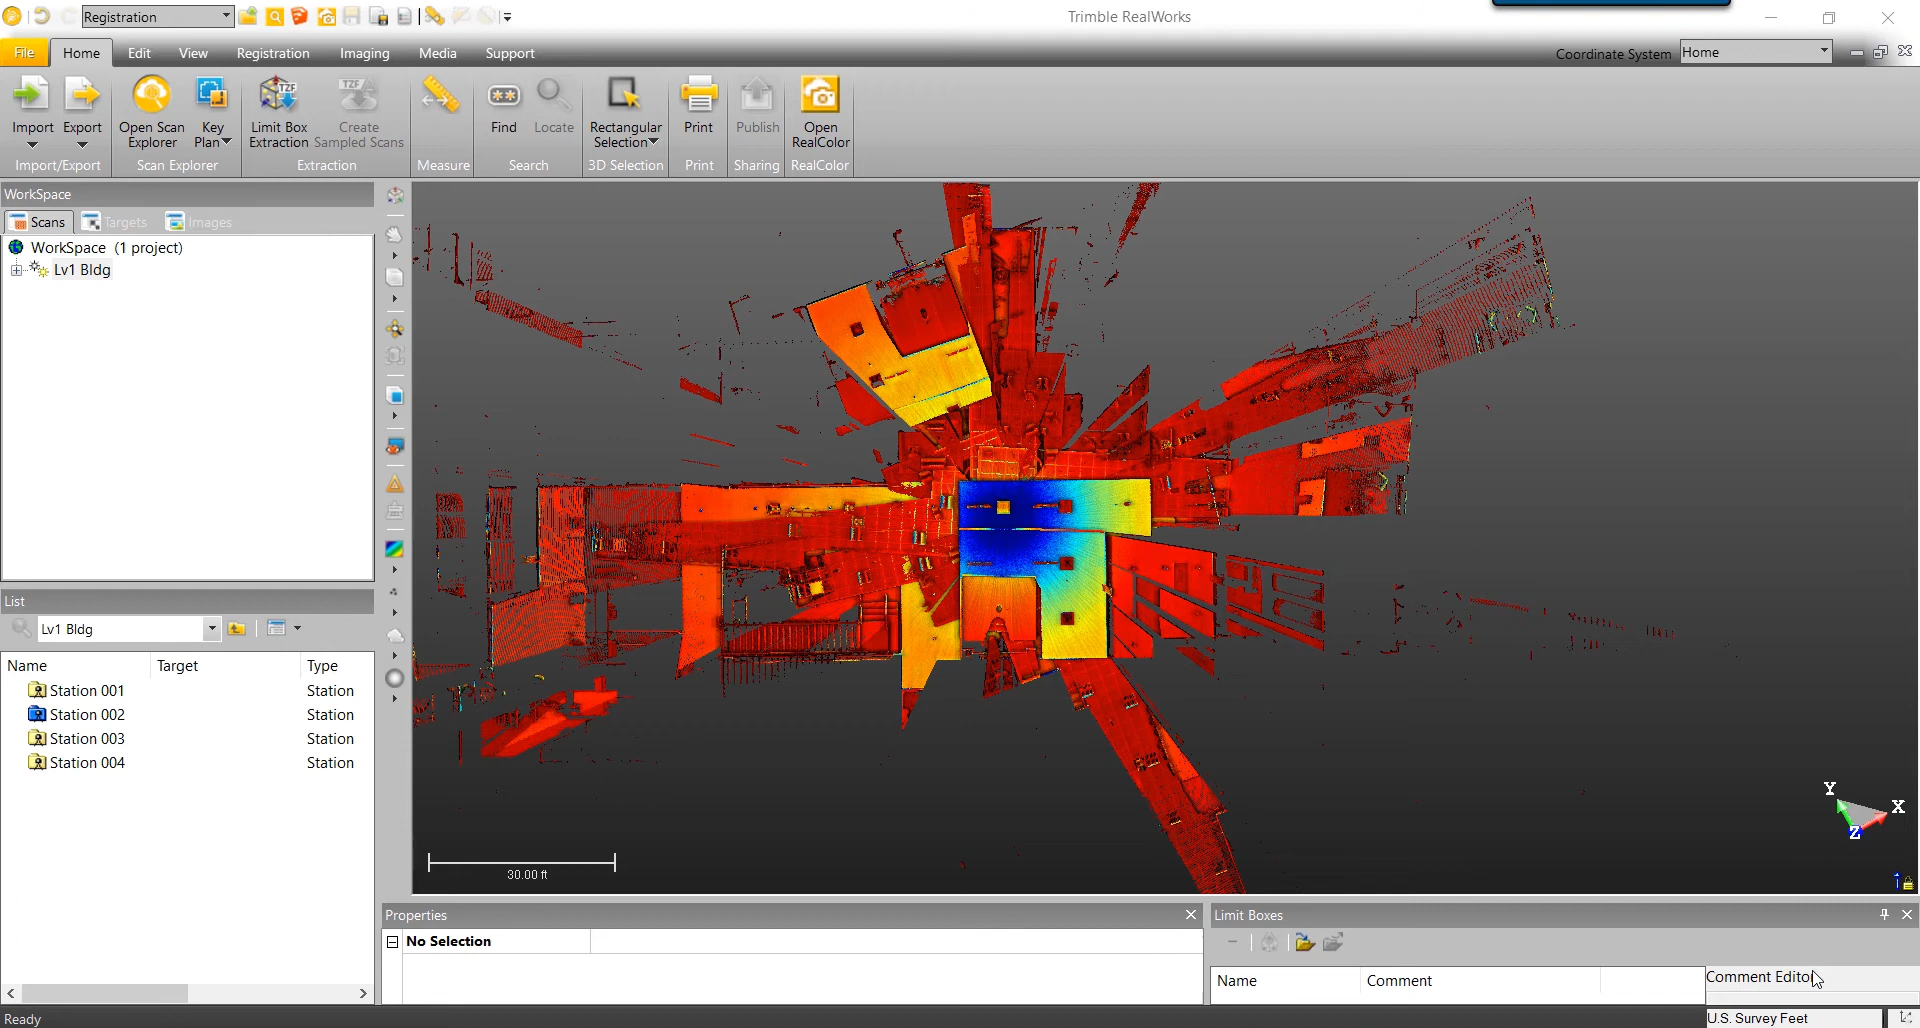 Registration
Trimble RealWorks
File Home Edit View Registration Imaging Media Support
Coordinate System Home
Import Export Open Scan Explorer Key Plan Limit Box Extraction TZF Create Sampled Scans TZF Find Locate Rectangular Selection Print Publish Open RealColor
Import/Export Scan Explorer Extraction Measure Search 3D Selection Print Sharing RealColor
WorkSpace
Scans Targets Images
WorkSpace (1 project)
Lv1 Bldg
List
Lv1 Bldg
Name Target Type
Station 001 Station
Station 002 Station
Station 003 Station
Station 004 Station
30.00 ft
Y
X
Z
Properties
No Selection
Limit Boxes
Name Comment
Comment Editor
Ready
U.S. Survey Feet